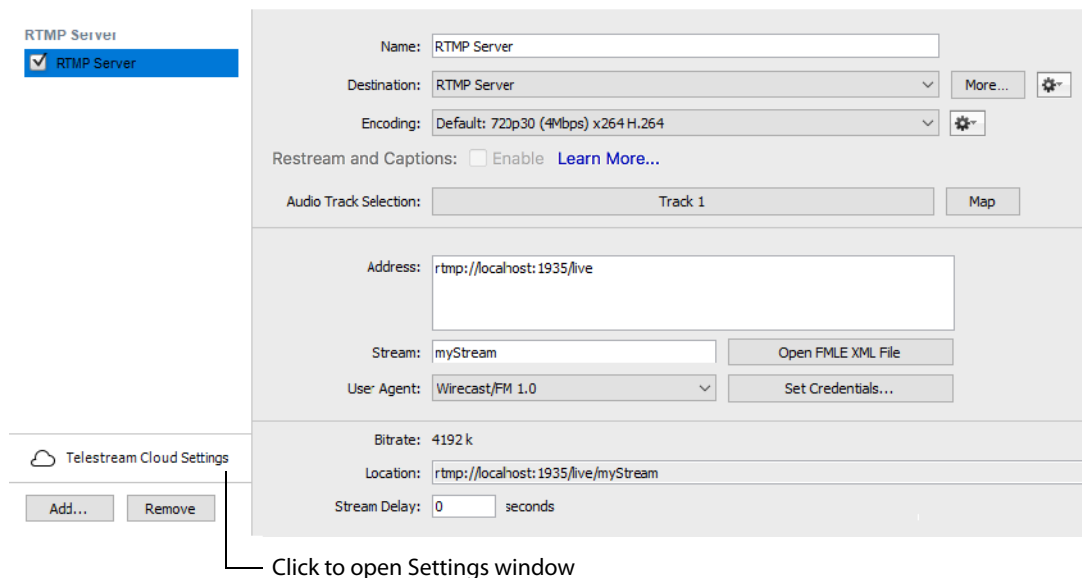 RTMP Server
RTMP Server
Name: RTMP Server
Destination: RTMP Server More...
Encoding: Default: 720p30 (4Mbps) x264 H.264
Restream and Captions: Enable Learn More...
Audio Track Selection: Track 1 Map
Address: rtmp://localhost:1935/live
Stream: myStream Open FMLE XML File
User Agent: Wirecast/FM 1.0 Set Credentials...
Bitrate: 4192 k
Telestream Cloud Settings
Location: rtmp://localhost:1935/live/myStream
Add... Remove
Stream Delay: 0 seconds
Click to open Settings window